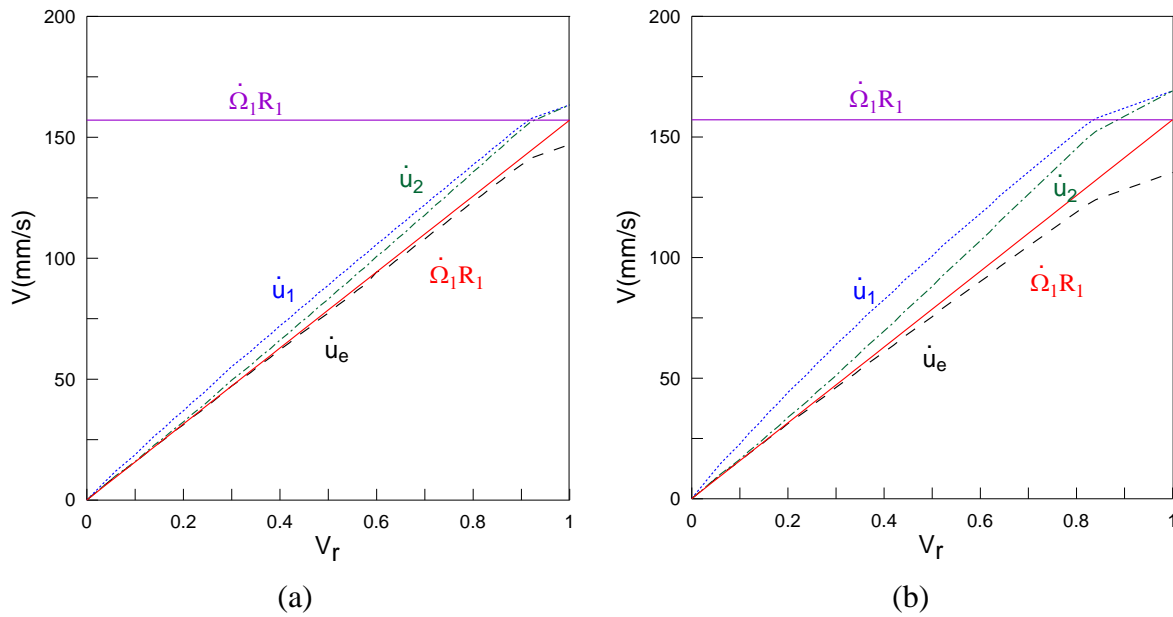 200
150
100
50
0
V(mm/s)
Ω̇₁R₁
u̇₂
u̇₁
Ω̇₁R₁
u̇ₑ
0 0.2 0.4 0.6 0.8 1
Vᵣ
(a)
200
150
100
50
0
V(mm/s)
Ω̇₁R₁
u̇₂
u̇₁
Ω̇₁R₁
u̇ₑ
0 0.2 0.4 0.6 0.8 1
Vᵣ
(b)